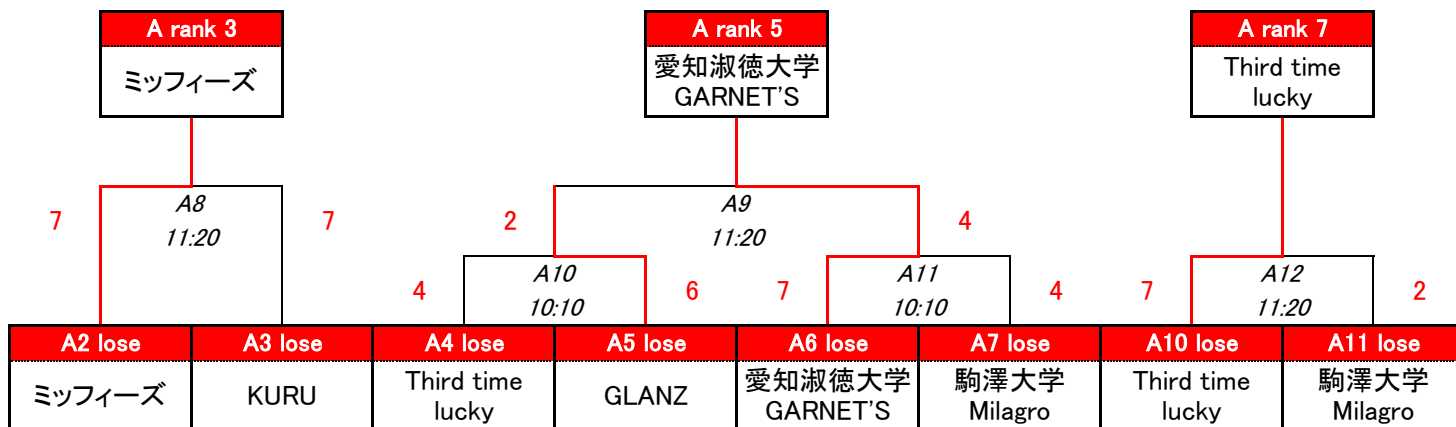 A rank 3
A rank 5
A rank 7
ミッフィーズ
愛知淑徳大学
GARNET'S
Third time
lucky
7
A8
11:20
7
2
A9
11:20
4
4
A10
10:10
6
7
A11
10:10
4
7
A12
11:20
2
A2 lose
A3 lose
A4 lose
A5 lose
A6 lose
A7 lose
A10 lose
A11 lose
ミッフィーズ
KURU
Third time
lucky
GLANZ
愛知淑徳大学
GARNET'S
駒澤大学
Milagro
Third time
lucky
駒澤大学
Milagro